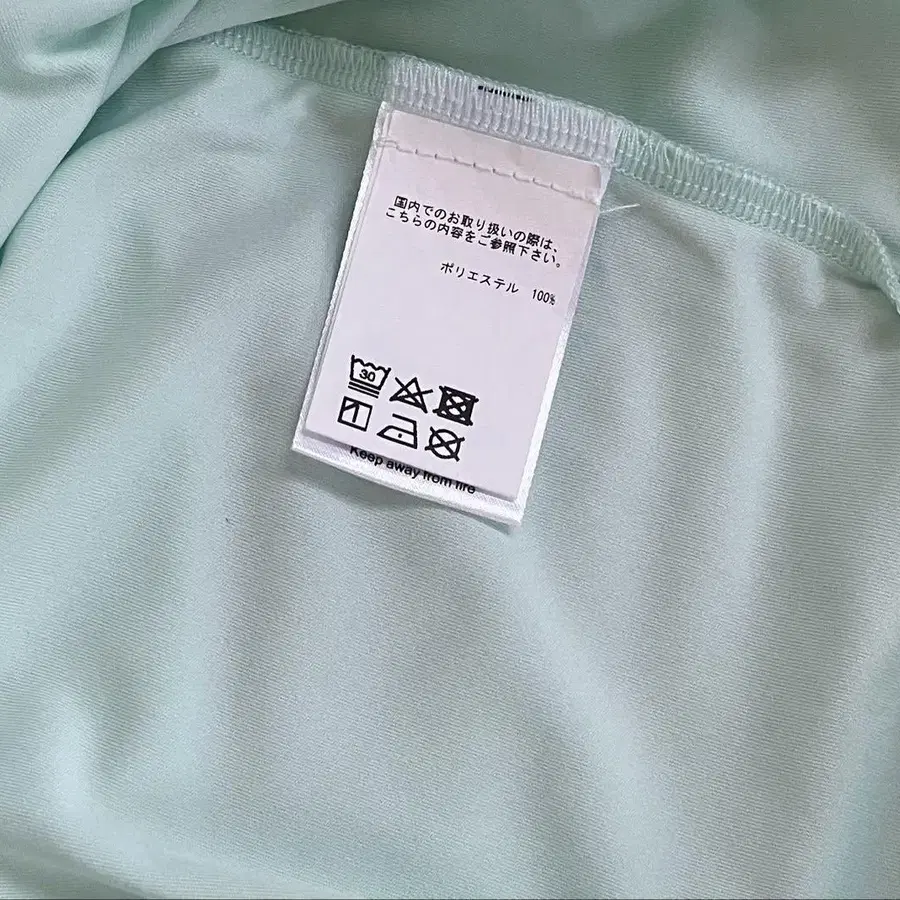 国内でのお取り扱いの際は、
こちらの内容をご参照下さい。
ポリエステル 100%
30
Keep away from fire